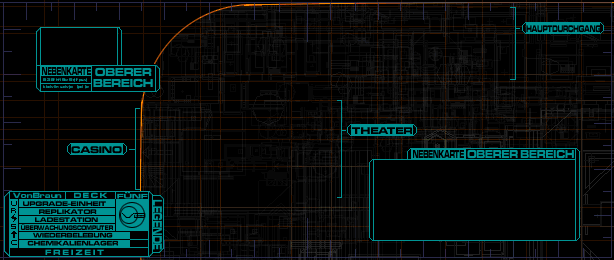 HAUPTDURCHGANG
NEBENKARTE OBERER
BEREICH
THEATER
CASINO
NEBENKARTE OBERER BEREICH
VonBraun DECK FÜNF
UPGRADE-EINHEIT
REPLIKATOR
LADESTATION
ÜBERWACHUNGSCOMPUTER
WIEDERBELEBUNG
CHEMIKALIENLAGER
LEGENDE
FREIZEIT